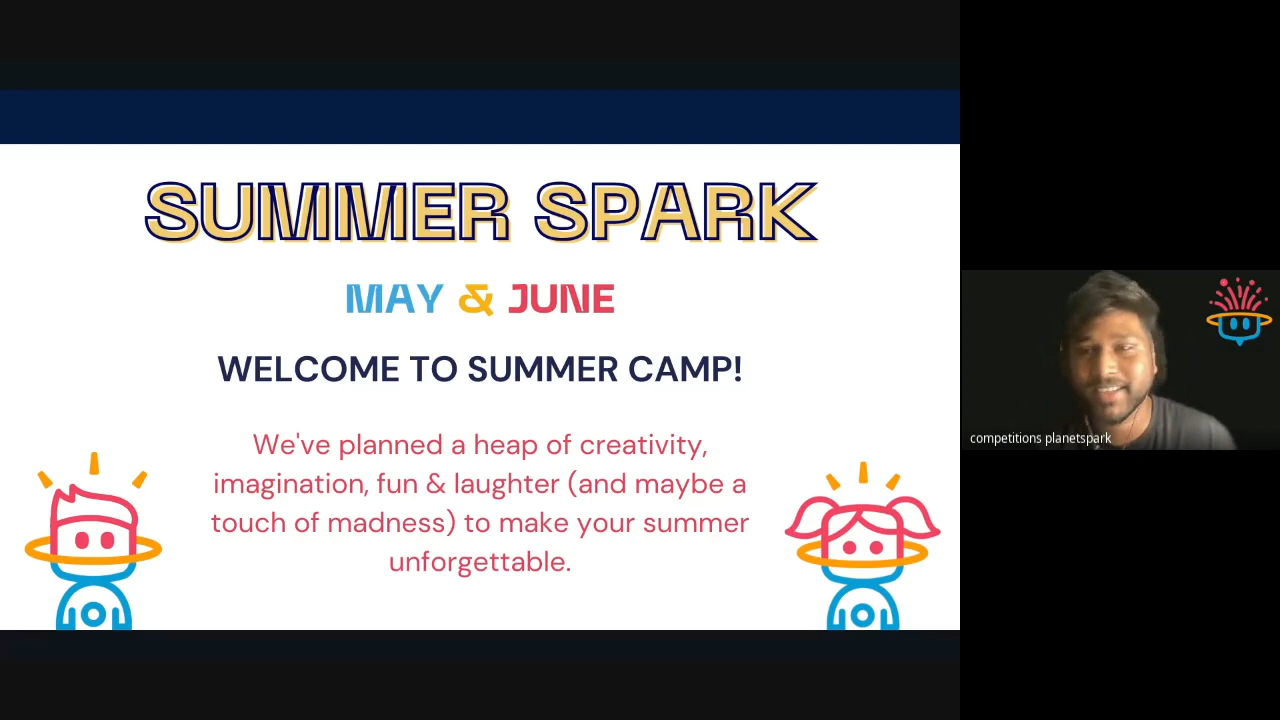 SUMMER SPARK
MAY & JUNE
WELCOME TO SUMMER CAMP!
We've planned a heap of creativity,
imagination, fun & laughter (and maybe a
touch of madness) to make your summer
unforgettable.
competitions planetspark